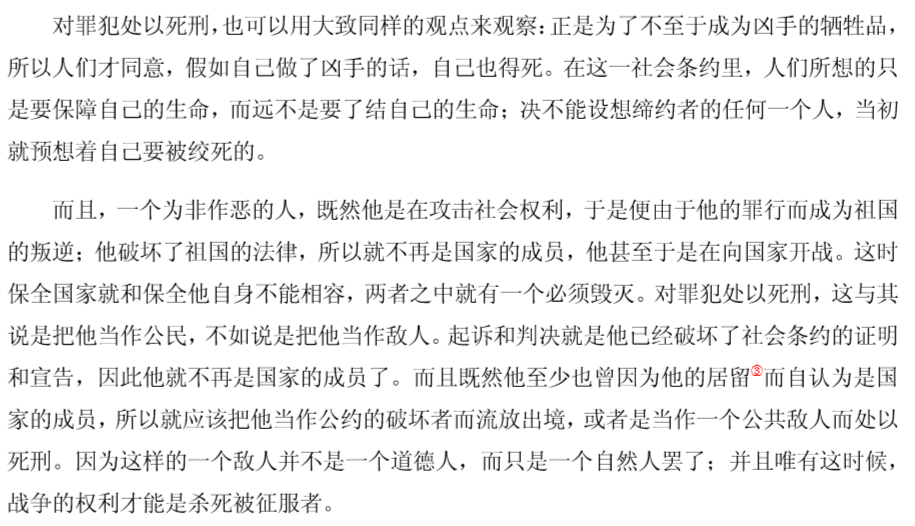 对罪犯处以死刑，也可以用大致同样的观点来观察：正是为了不至于成为凶手的牺牲品，
所以人们才同意，假如自己做了凶手的话，自己也得死。在这一社会条约里，人们所想的只
是要保障自己的生命，而远不是要了结自己的生命；决不能设想缔约者的任何一个人，当初
就预想着自己要被绞死的。
而且，一个为非作恶的人，既然他是在攻击社会权利，于是便由于他的罪行而成为祖国
的叛逆；他破坏了祖国的法律，所以就不再是国家的成员，他甚至于是在向国家开战。这时
保全国家就和保全他自身不能相容，两者之中就有一个必须毁灭。对罪犯处以死刑，这与其
说是把他当作公民，不如说是把他当作敌人。起诉和判决就是他已经破坏了社会条约的证明
和宣告，因此他就不再是国家的成员了。而且既然他至少也曾因为他的居留③而自认为是国
家的成员，所以就应该把他当作公约的破坏者而流放出境，或者是当作一个公共敌人而处以
死刑。因为这样的一个敌人并不是一个道德人，而只是一个自然人罢了；并且唯有这时候，
战争的权利才能是杀死被征服者。